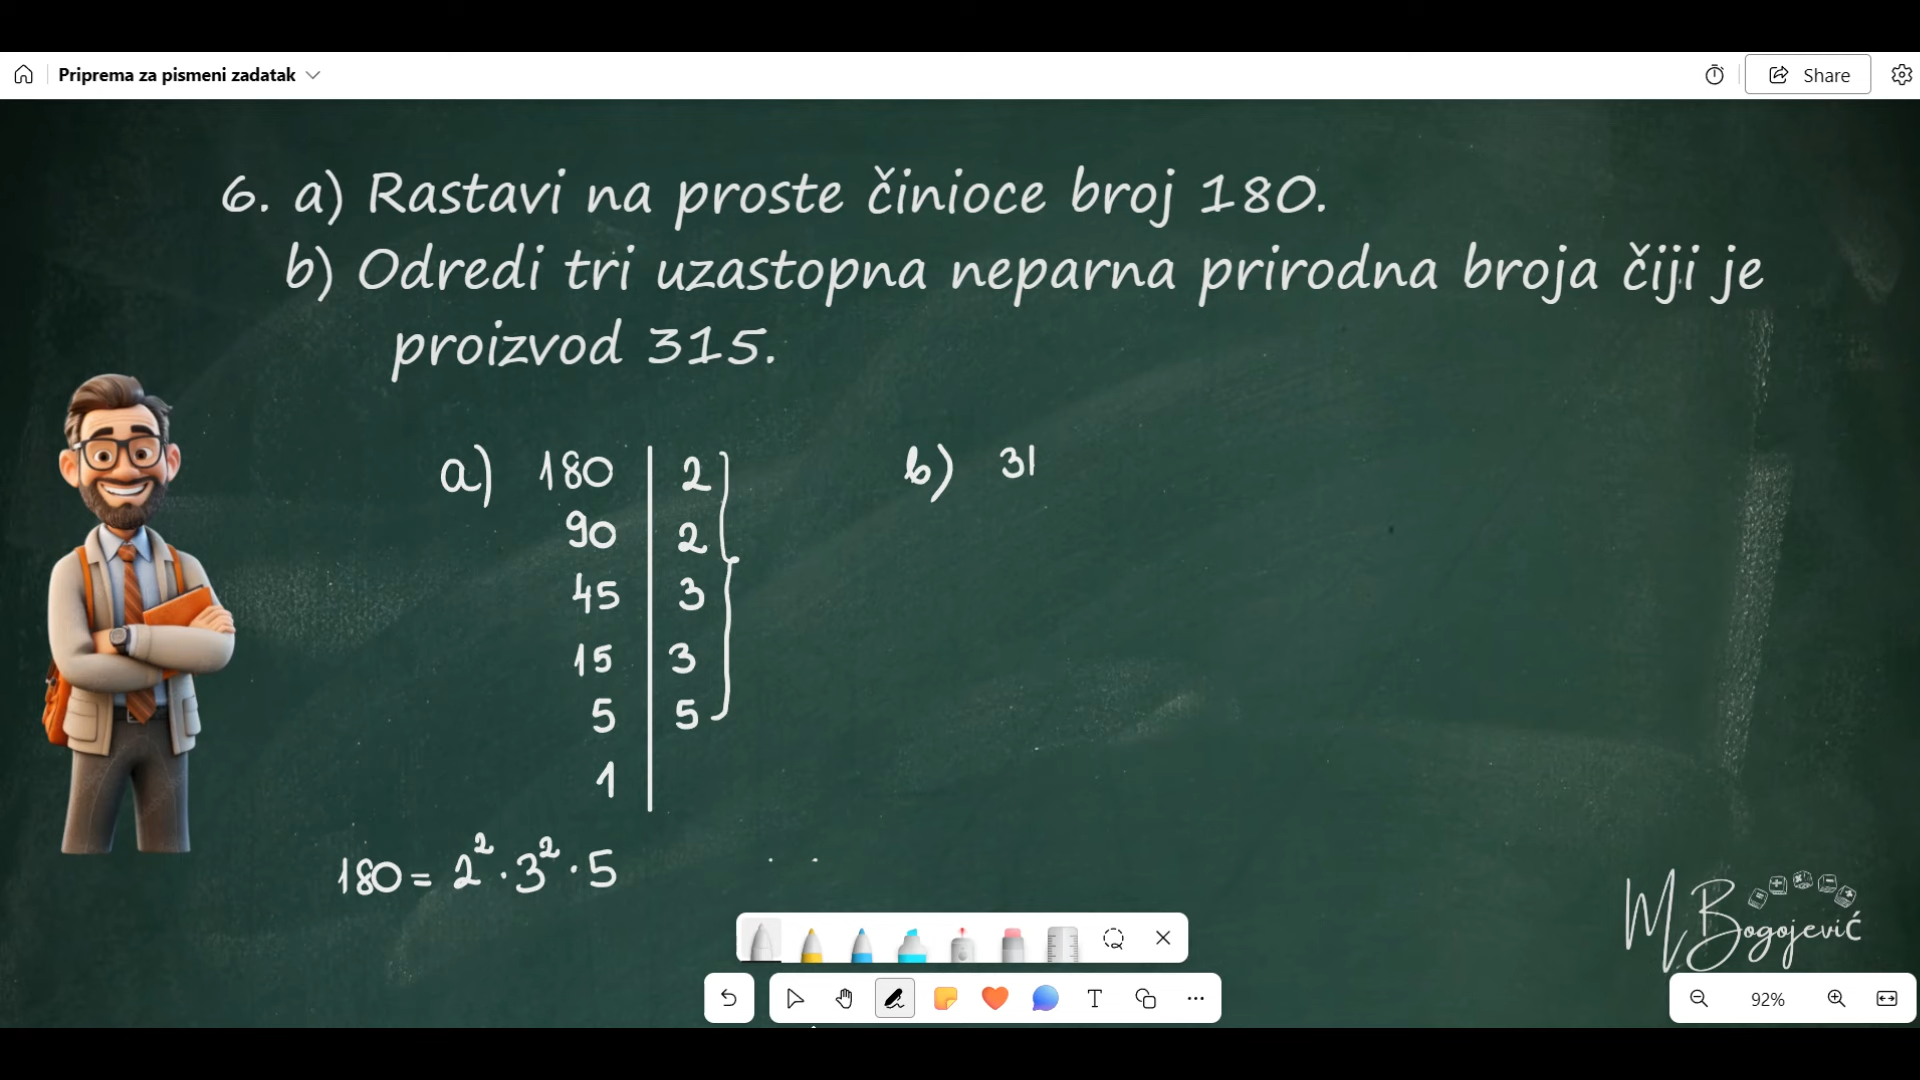 Priprema za pismeni zadatak
Share
6. a) Rastavi na proste činioce broj 180.
b) Odredi tri uzastopna neparna prirodna broja čiji je
proizvod 315.
a) 180 | 2
90 | 2
45 | 3
15 | 3
5 | 5
1 |
180 = 2² · 3² · 5
b) 31
M. Bogojević
T
92%